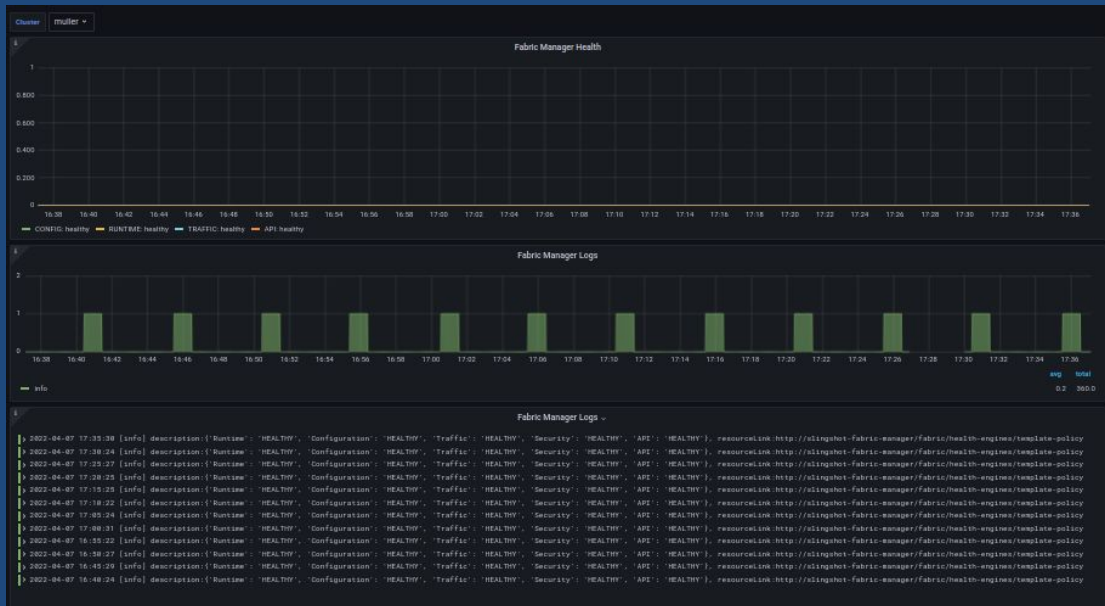 Cluster muller
Fabric Manager Health
1
0.800
0.600
0.400
0.200
0
16:38 16:40 16:42 16:44 16:46 16:48 16:50 16:52 16:54 16:56 16:58 17:00 17:02 17:04 17:06 17:08 17:10 17:12 17:14 17:16 17:18 17:20 17:22 17:24 17:26 17:28 17:30 17:32 17:34 17:36
CONFIG: healthy RUNTIME: healthy TRAFFIC: healthy API: healthy
Fabric Manager Logs
2
1
0
16:38 16:40 16:42 16:44 16:46 16:48 16:50 16:52 16:54 16:56 16:58 17:00 17:02 17:04 17:06 17:08 17:10 17:12 17:14 17:16 17:18 17:20 17:22 17:24 17:26 17:28 17:30 17:32 17:34 17:36
avg total
info 0.2 360.0
Fabric Manager Logs
2022-04-07 17:35:30 [info] description:{'Runtime': 'HEALTHY', 'Configuration': 'HEALTHY', 'Traffic': 'HEALTHY', 'Security': 'HEALTHY', 'API': 'HEALTHY'}, resourceLink:http://slingshot-fabric-manager/fabric/health-engines/template-policy
2022-04-07 17:30:24 [info] description:{'Runtime': 'HEALTHY', 'Configuration': 'HEALTHY', 'Traffic': 'HEALTHY', 'Security': 'HEALTHY', 'API': 'HEALTHY'}, resourceLink:http://slingshot-fabric-manager/fabric/health-engines/template-policy
2022-04-07 17:25:27 [info] description:{'Runtime': 'HEALTHY', 'Configuration': 'HEALTHY', 'Traffic': 'HEALTHY', 'Security': 'HEALTHY', 'API': 'HEALTHY'}, resourceLink:http://slingshot-fabric-manager/fabric/health-engines/template-policy
2022-04-07 17:20:25 [info] description:{'Runtime': 'HEALTHY', 'Configuration': 'HEALTHY', 'Traffic': 'HEALTHY', 'Security': 'HEALTHY', 'API': 'HEALTHY'}, resourceLink:http://slingshot-fabric-manager/fabric/health-engines/template-policy
2022-04-07 17:15:25 [info] description:{'Runtime': 'HEALTHY', 'Configuration': 'HEALTHY', 'Traffic': 'HEALTHY', 'Security': 'HEALTHY', 'API': 'HEALTHY'}, resourceLink:http://slingshot-fabric-manager/fabric/health-engines/template-policy
2022-04-07 17:10:22 [info] description:{'Runtime': 'HEALTHY', 'Configuration': 'HEALTHY', 'Traffic': 'HEALTHY', 'Security': 'HEALTHY', 'API': 'HEALTHY'}, resourceLink:http://slingshot-fabric-manager/fabric/health-engines/template-policy
2022-04-07 17:05:24 [info] description:{'Runtime': 'HEALTHY', 'Configuration': 'HEALTHY', 'Traffic': 'HEALTHY', 'Security': 'HEALTHY', 'API': 'HEALTHY'}, resourceLink:http://slingshot-fabric-manager/fabric/health-engines/template-policy
2022-04-07 17:00:31 [info] description:{'Runtime': 'HEALTHY', 'Configuration': 'HEALTHY', 'Traffic': 'HEALTHY', 'Security': 'HEALTHY', 'API': 'HEALTHY'}, resourceLink:http://slingshot-fabric-manager/fabric/health-engines/template-policy
2022-04-07 16:55:22 [info] description:{'Runtime': 'HEALTHY', 'Configuration': 'HEALTHY', 'Traffic': 'HEALTHY', 'Security': 'HEALTHY', 'API': 'HEALTHY'}, resourceLink:http://slingshot-fabric-manager/fabric/health-engines/template-policy
2022-04-07 16:50:27 [info] description:{'Runtime': 'HEALTHY', 'Configuration': 'HEALTHY', 'Traffic': 'HEALTHY', 'Security': 'HEALTHY', 'API': 'HEALTHY'}, resourceLink:http://slingshot-fabric-manager/fabric/health-engines/template-policy
2022-04-07 16:45:29 [info] description:{'Runtime': 'HEALTHY', 'Configuration': 'HEALTHY', 'Traffic': 'HEALTHY', 'Security': 'HEALTHY', 'API': 'HEALTHY'}, resourceLink:http://slingshot-fabric-manager/fabric/health-engines/template-policy
2022-04-07 16:40:24 [info] description:{'Runtime': 'HEALTHY', 'Configuration': 'HEALTHY', 'Traffic': 'HEALTHY', 'Security': 'HEALTHY', 'API': 'HEALTHY'}, resourceLink:http://slingshot-fabric-manager/fabric/health-engines/template-policy